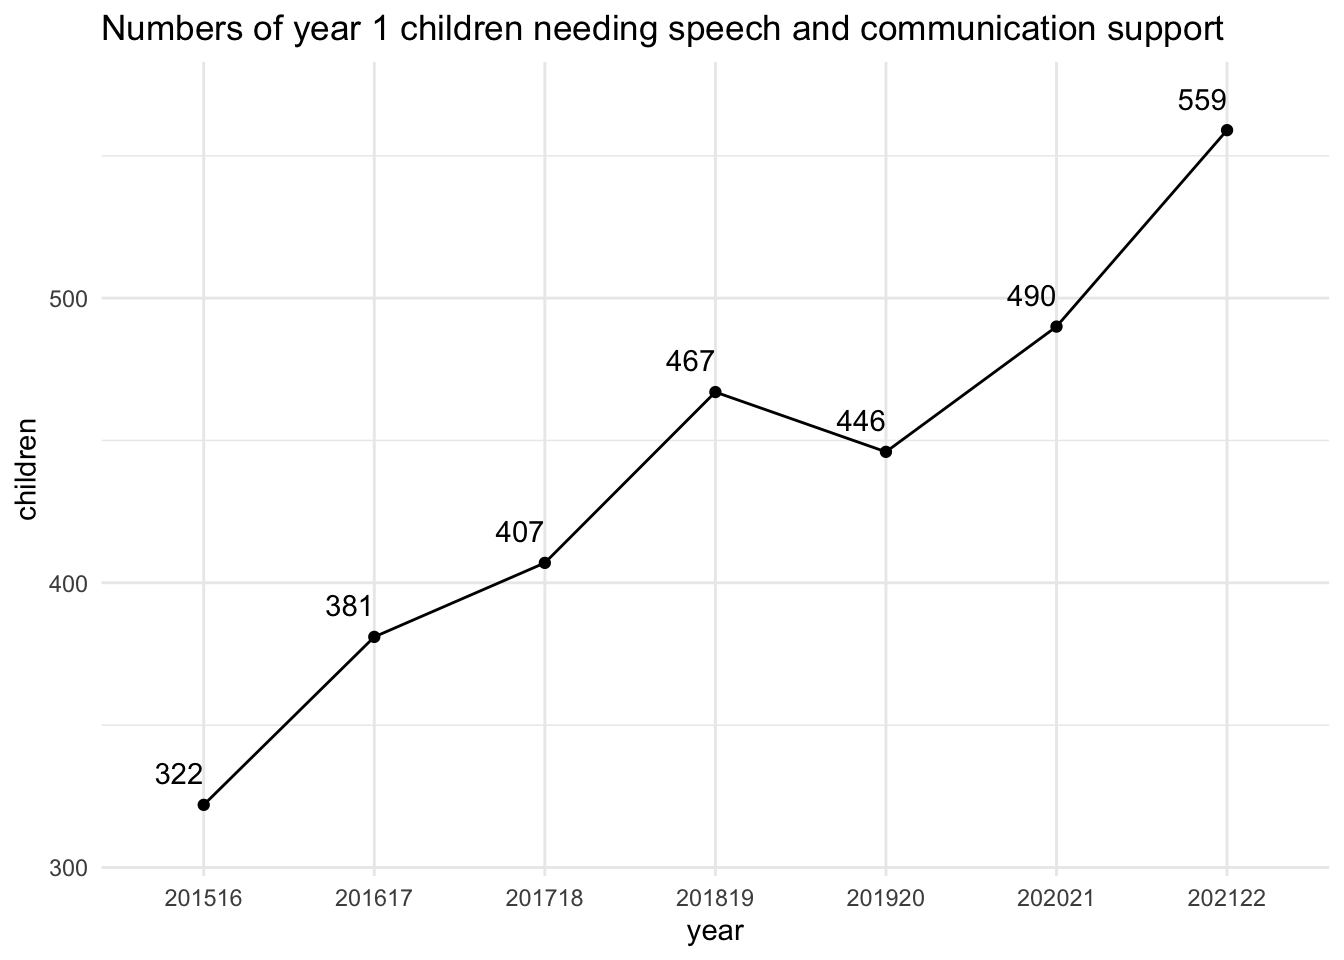 Numbers of year 1 children needing speech and communication support
559
500
490
467
446
407
400
381
322
300
children
201516 201617 201718 201819 201920 202021 202122
year